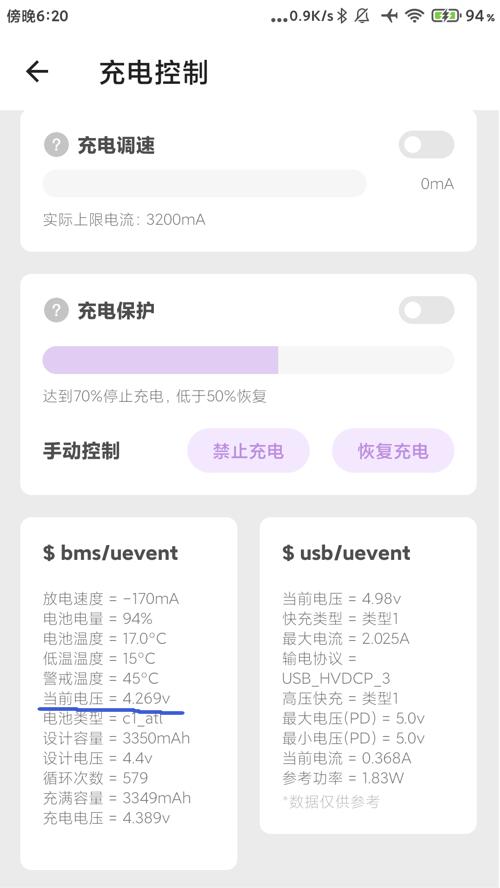 傍晚6:20
...0.9K/s
94%
充电控制
? 充电调速
0mA
实际上限电流：3200mA
? 充电保护
达到70%停止充电，低于50%恢复
手动控制 禁止充电 恢复充电
$ bms/uevent
放电速度 = -170mA
电池电量 = 94%
电池温度 = 17.0°C
低温温度 = 15°C
警戒温度 = 45°C
当前电压 = 4.269v
电池类型 = c1_atl
设计容量 = 3350mAh
设计电压 = 4.4v
循环次数 = 579
充满容量 = 3349mAh
充电电压 = 4.389v
$ usb/uevent
当前电压 = 4.98v
快充类型 = 类型1
最大电流 = 2.025A
输电协议 =
USB_HVDCP_3
高压快充 = 类型1
最大电压(PD) = 5.0v
最小电压(PD) = 5.0v
当前电流 = 0.368A
参考功率 = 1.83W
*数据仅供参考